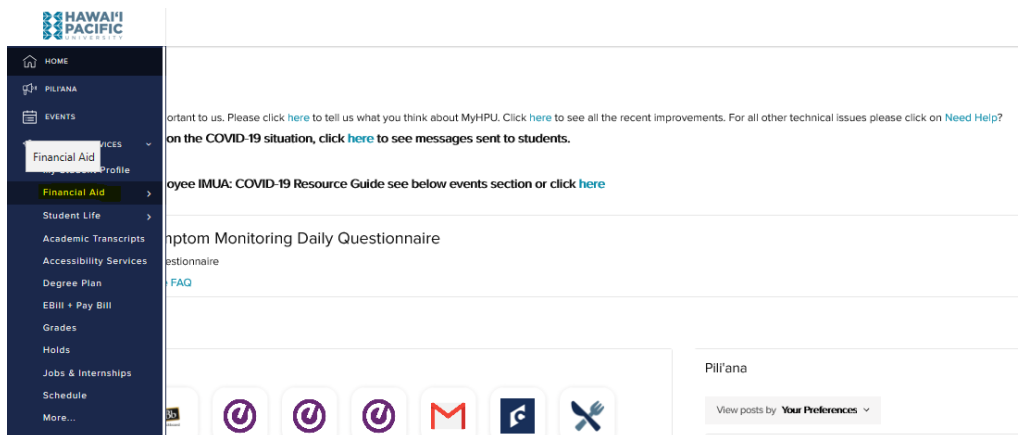 HAWAI'I
PACIFIC
UNIVERSITY
HOME
PILI'ANA
EVENTS
Financial Aid
My Student Profile
Financial Aid
Student Life
Academic Transcripts
Accessibility Services
Degree Plan
EBill + Pay Bill
Grades
Holds
Jobs & Internships
Schedule
More...
ortant to us. Please click here to tell us what you think about MyHPU. Click here to see all the recent improvements. For all other technical issues please click on Need Help?
on the COVID-19 situation, click here to see messages sent to students.
oyee IMUA: COVID-19 Resource Guide see below events section or click here
mptom Monitoring Daily Questionnaire
estionnaire
FAQ
Pili'ana
View posts by Your Preferences